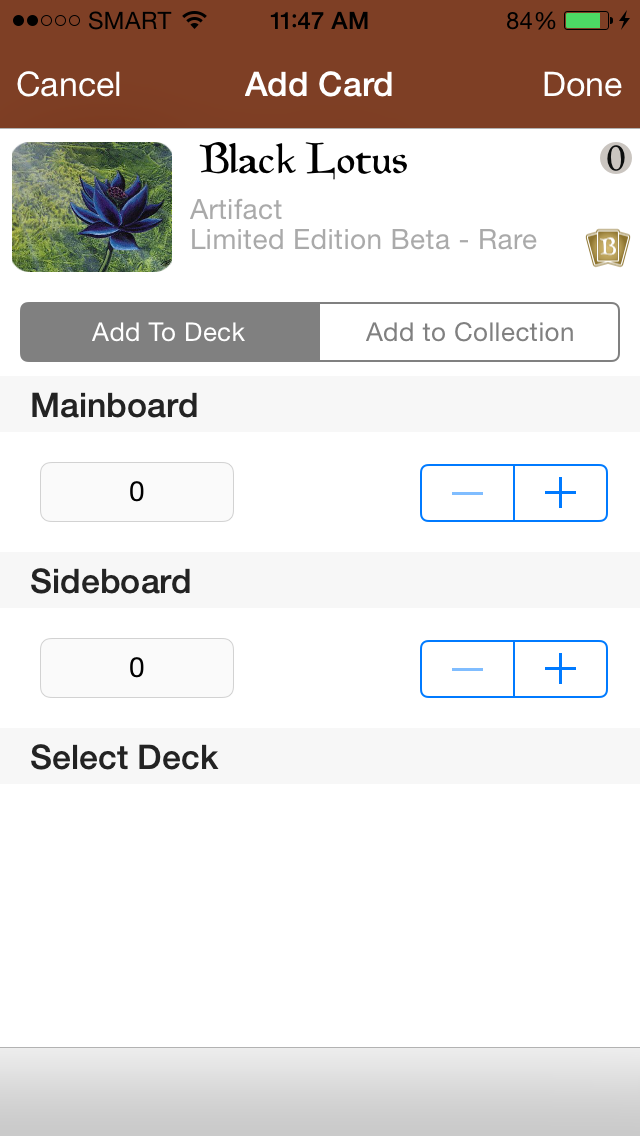 SMART 11:47 AM 84%
Cancel Add Card Done
Black Lotus 0
Artifact
Limited Edition Beta - Rare
B
Add To Deck Add to Collection
Mainboard
0
Sideboard
0
Select Deck